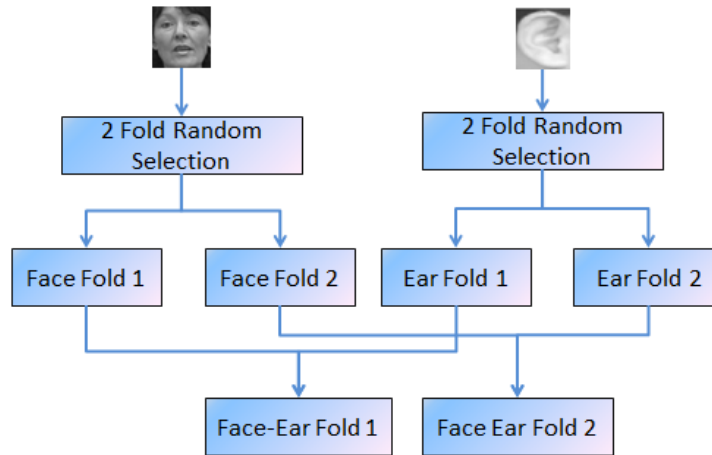 2 Fold Random
Selection
2 Fold Random
Selection
Face Fold 1
Face Fold 2
Ear Fold 1
Ear Fold 2
Face-Ear Fold 1
Face Ear Fold 2